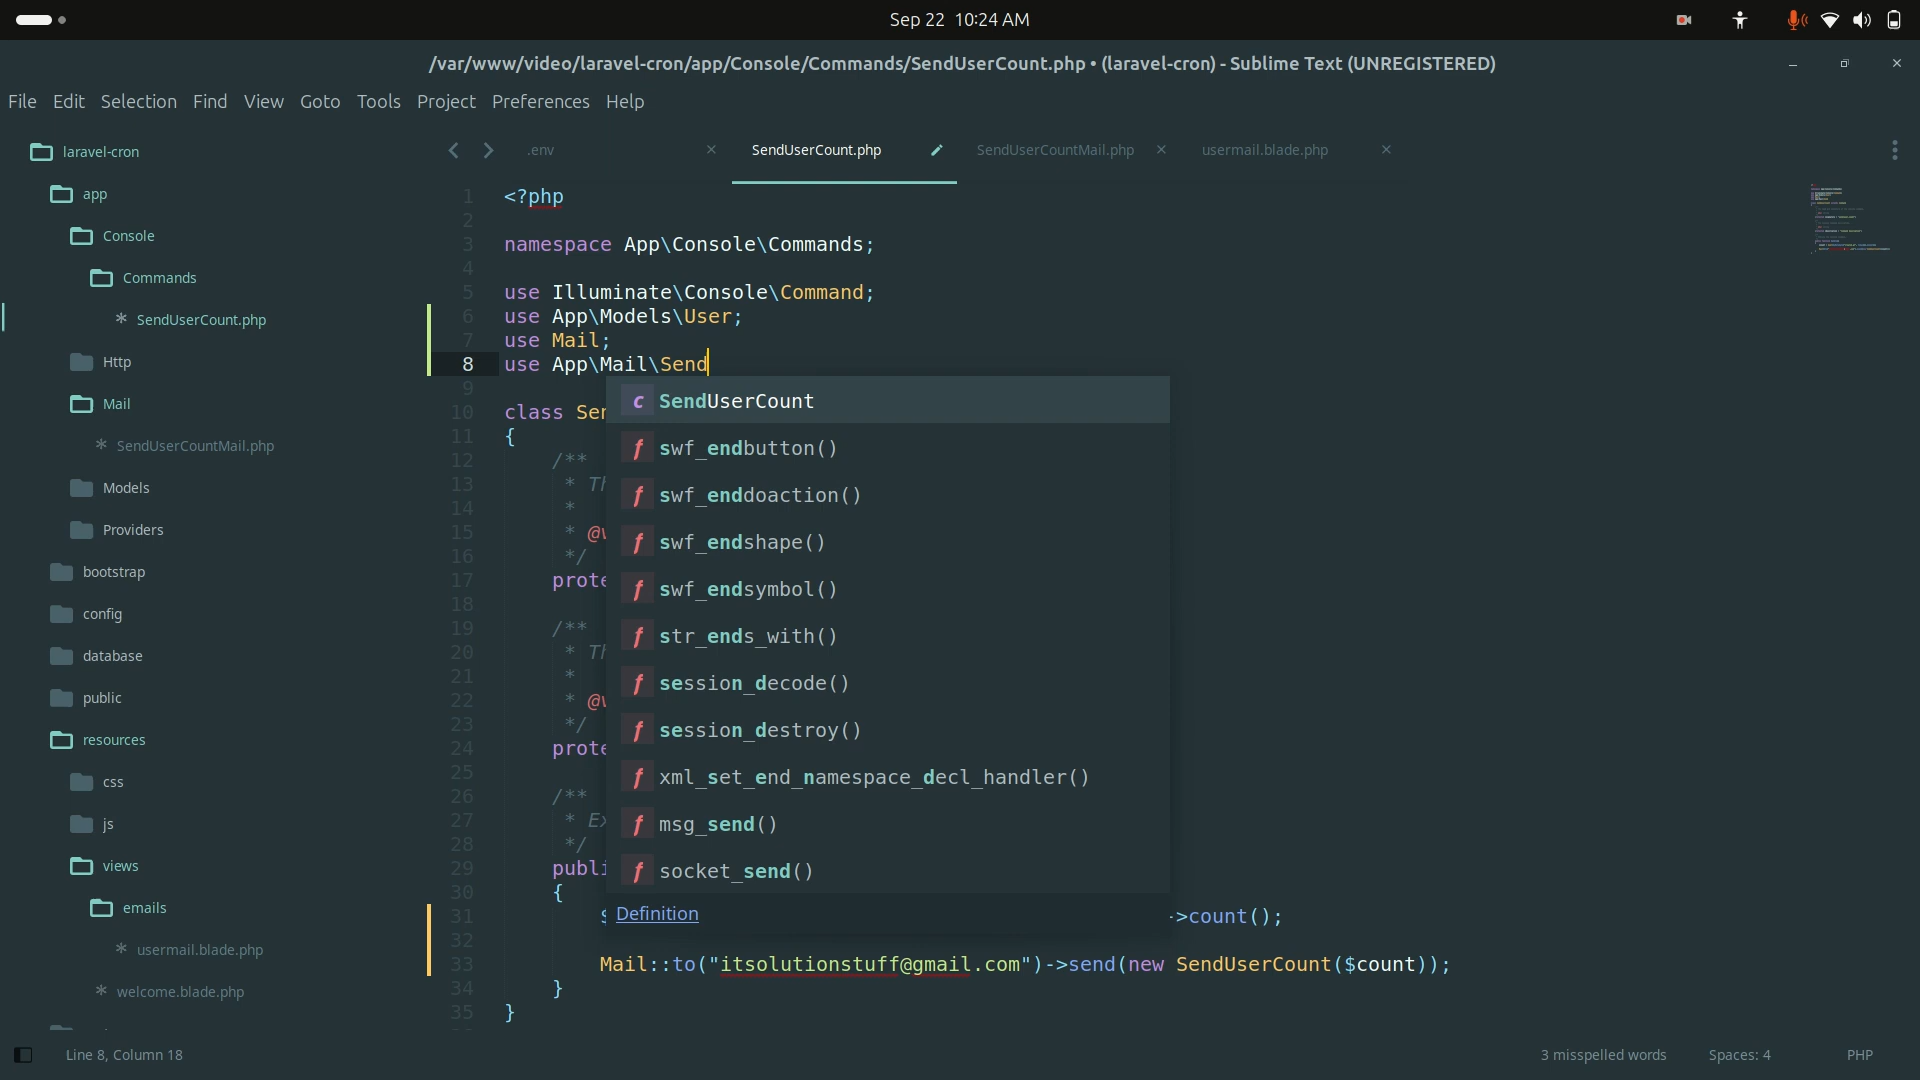 Sep 22 10:24 AM
/var/www/video/laravel-cron/app/Console/Commands/SendUserCount.php • (laravel-cron) - Sublime Text (UNREGISTERED)
File Edit Selection Find View Goto Tools Project Preferences Help
laravel-cron
app
Console
Commands
SendUserCount.php
Http
Mail
SendUserCountMail.php
Models
Providers
bootstrap
config
database
public
resources
css
js
views
emails
usermail.blade.php
welcome.blade.php
.env SendUserCount.php SendUserCountMail.php usermail.blade.php
1 <?php
2
3 namespace App\Console\Commands;
4
5 use Illuminate\Console\Command;
6 use App\Models\User;
7 use Mail;
8 use App\Mail\Send
9
10 class Sen
11 {
12 /**
13 * Th
14 *
15 * @v
16 */
17 prote
18
19 /**
20 * Th
21 *
22 * @v
23 */
24 prote
25
26 /**
27 * Ex
28 */
29 publi
30 {
31 $ ->count();
32
33 Mail::to("itsolutionstuff@gmail.com")->send(new SendUserCount($count));
34 }
35 }
c SendUserCount
f swf_endbutton()
f swf_enddoaction()
f swf_endshape()
f swf_endsymbol()
f str_ends_with()
f session_decode()
f session_destroy()
f xml_set_end_namespace_decl_handler()
f msg_send()
f socket_send()
Definition
Line 8, Column 18
3 misspelled words Spaces: 4 PHP